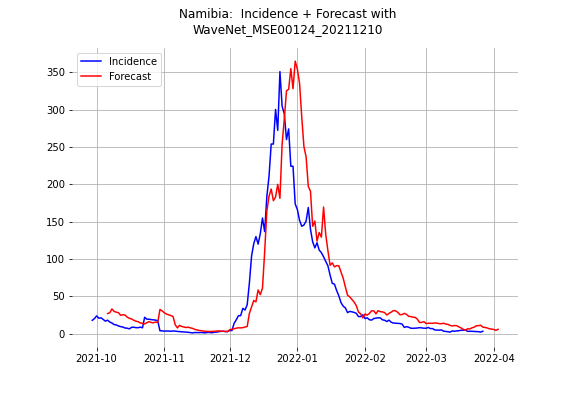 Namibia:  Incidence + Forecast with
WaveNet_MSE00124_20211210
Incidence
Forecast
350
300
250
200
150
100
50
0
2021-10 2021-11 2021-12 2022-01 2022-02 2022-03 2022-04